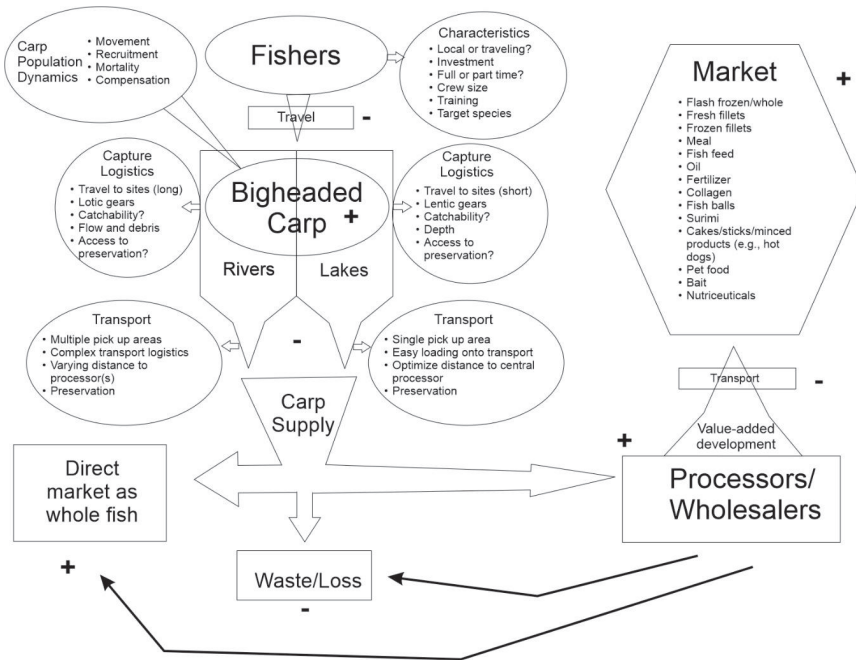 Carp
Population
Dynamics
• Movement
• Recruitment
• Mortality
• Compensation
Fishers
Characteristics
• Local or traveling?
• Investment
• Full or part time?
• Crew size
• Training
• Target species
Travel
-
Market
+
• Flash frozen/whole
• Fresh fillets
• Frozen fillets
• Meal
• Fish feed
• Oil
• Fertilizer
• Collagen
• Fish balls
• Surimi
• Cakes/sticks/minced
products (e.g., hot
dogs)
• Pet food
• Bait
• Nutriceuticals
Capture
Logistics
• Travel to sites (long)
• Lotic gears
• Catchability?
• Flow and debris
• Access to
preservation?
Bigheaded
Carp
+
Rivers
Lakes
Capture
Logistics
• Travel to sites (short)
• Lentic gears
• Catchability?
• Depth
• Access to
preservation?
Transport
• Multiple pick up areas
• Complex transport logistics
• Varying distance to
processor(s)
• Preservation
-
Transport
• Single pick up area
• Easy loading onto transport
• Optimize distance to central
processor
• Preservation
Transport
-
Value-added
development
Carp
Supply
+
Direct
market as
whole fish
+
Processors/
Wholesalers
Waste/Loss
-